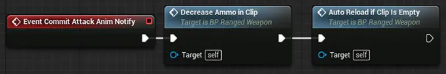 Event Commit Attack Anim Notify
Decrease Ammo in Clip
Target is BP Ranged Weapon
Target self
Auto Reload if Clip Is Empty
Target is BP Ranged Weapon
Target self